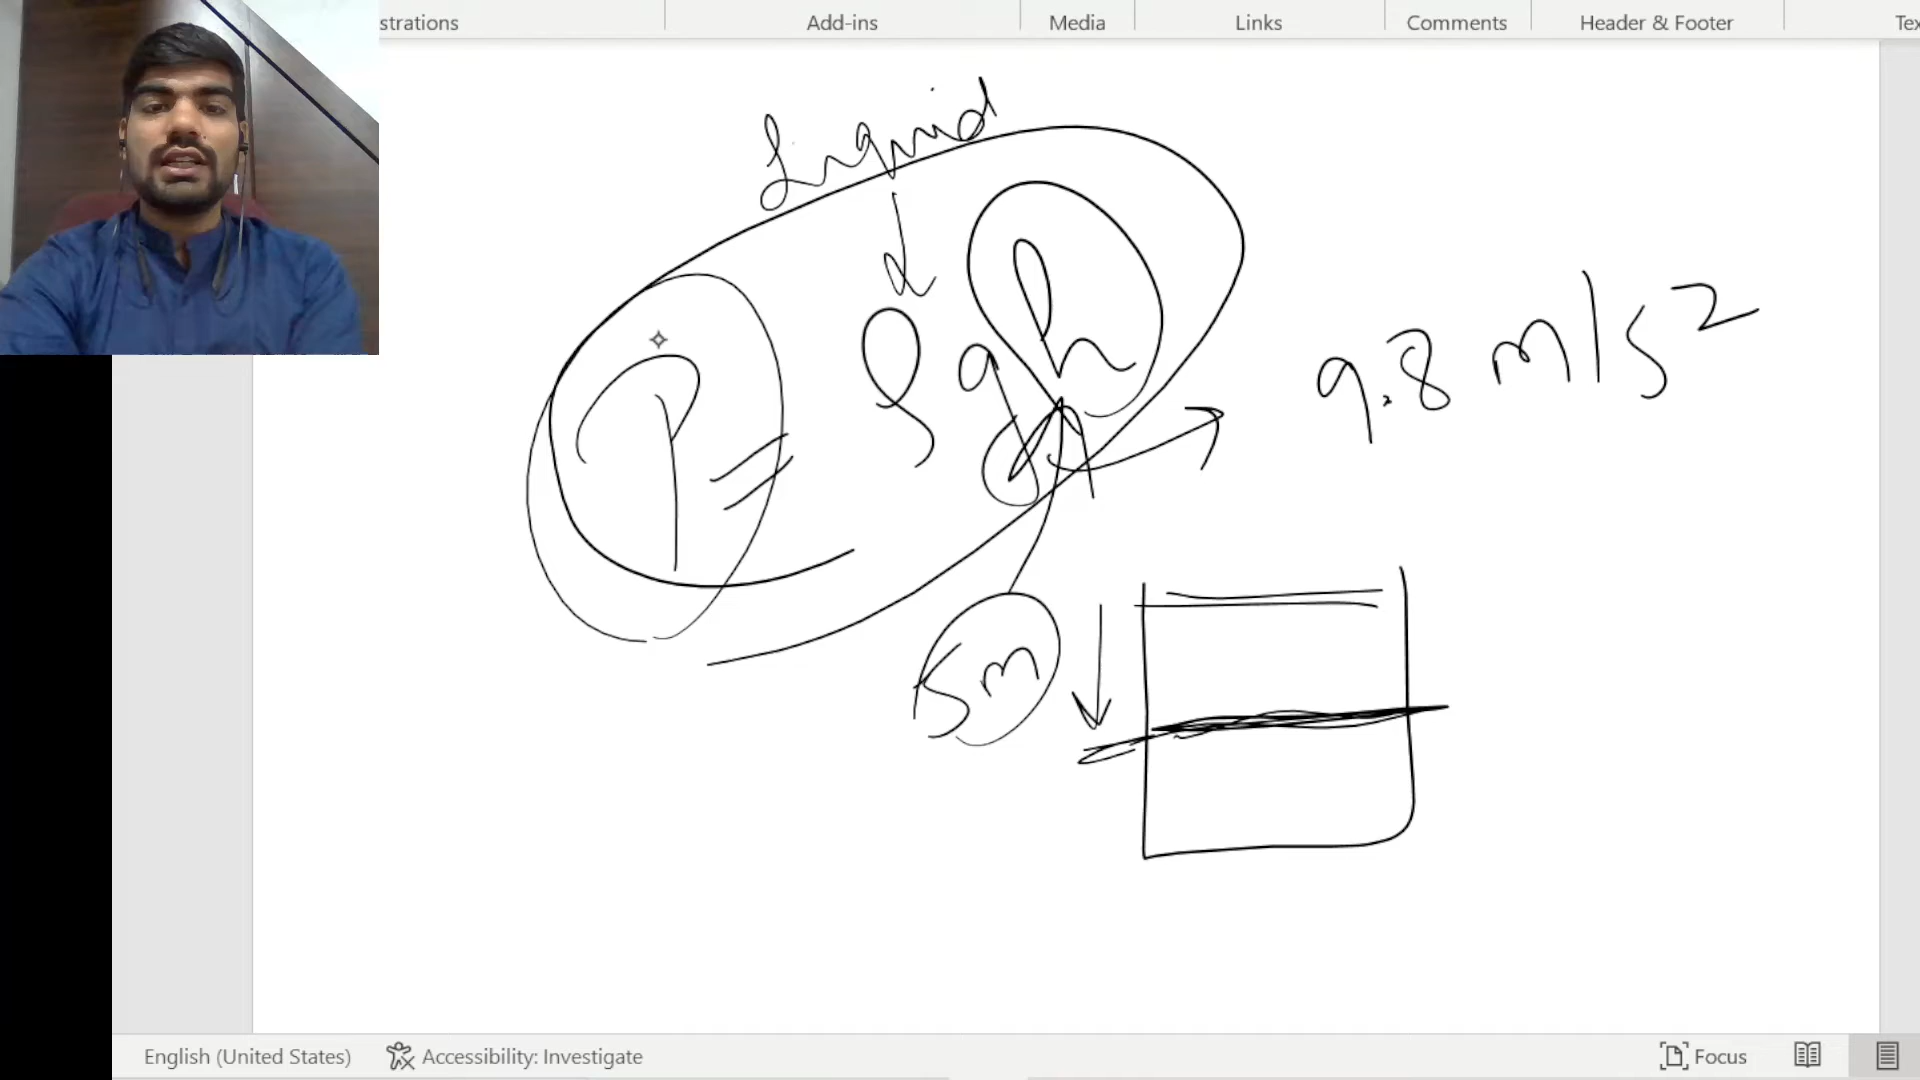 strations Add-ins Media Links Comments Header & Footer Tex
Liquid
P = ρgh
9.8 m/s²
5m
English (United States) Accessibility: Investigate Focus